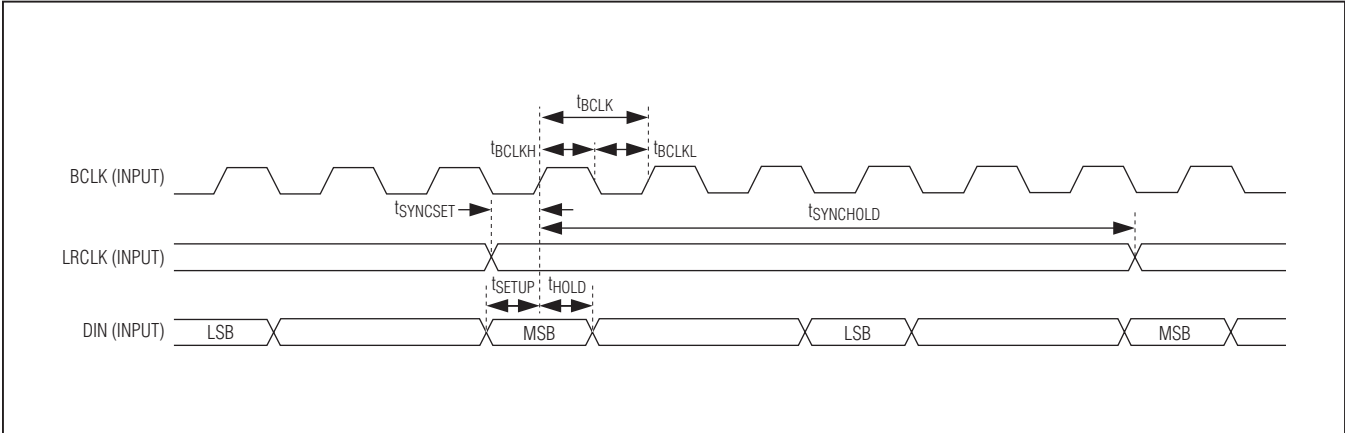 tBCLK
tBCLKH
tBCLKL
BCLK (INPUT)
tSYNCSET
tSYNCHOLD
LRCLK (INPUT)
tSETUP
tHOLD
DIN (INPUT)
LSB
MSB
LSB
MSB